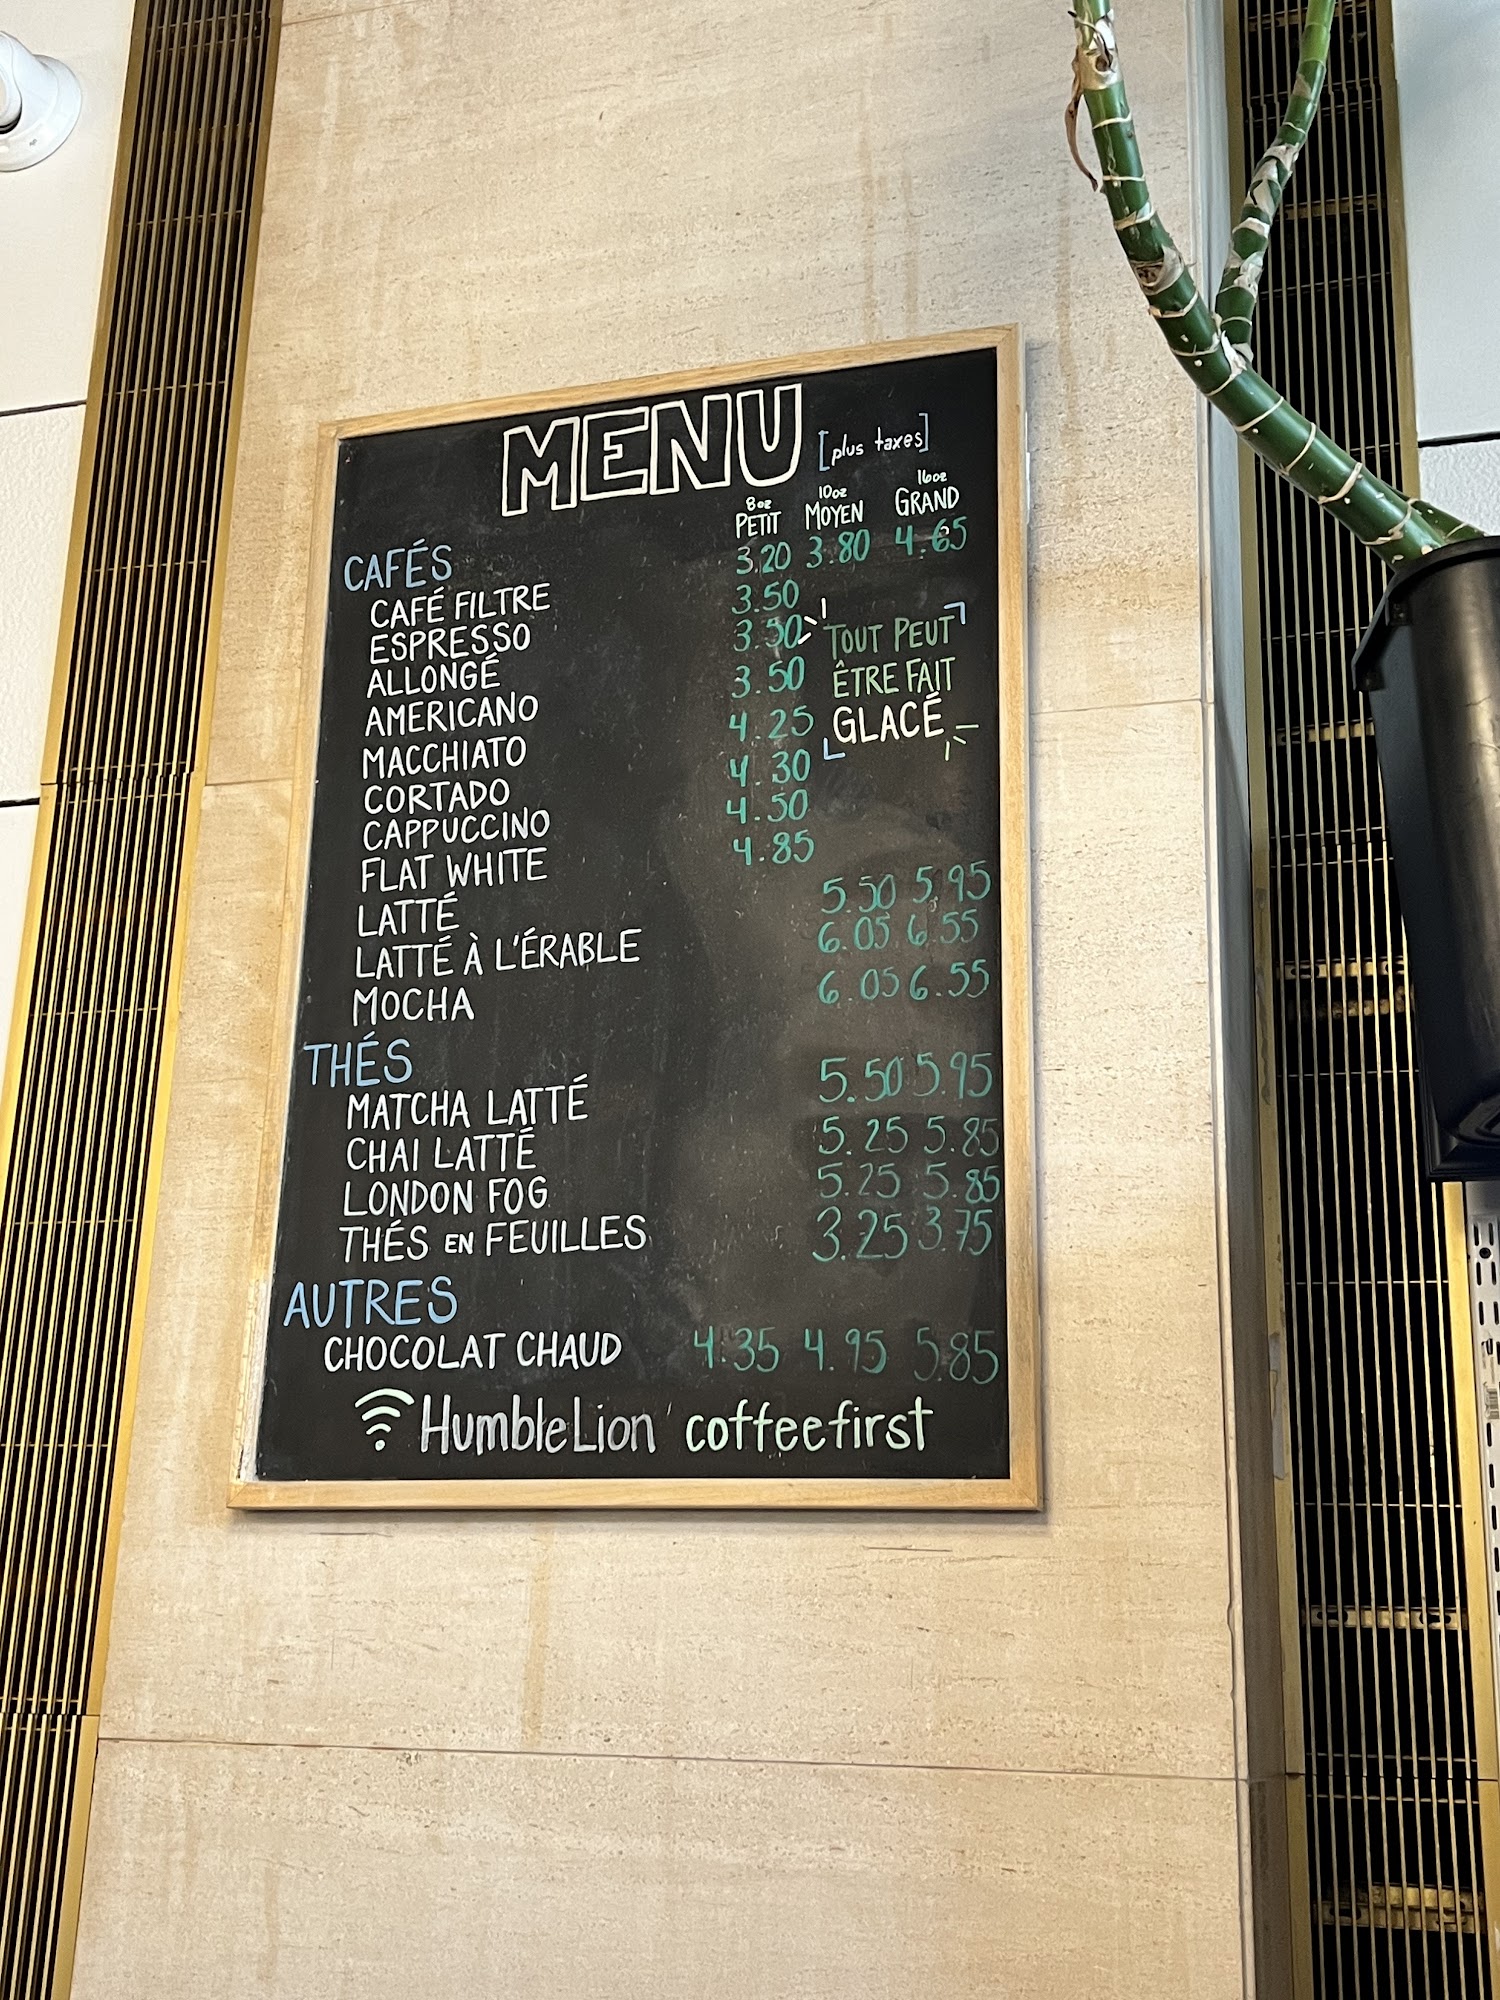 MENU [plus taxes]
8oz 10oz 16oz
PETIT MOYEN GRAND
CAFÉS
CAFÉ FILTRE 3.20 3.80 4.65
ESPRESSO 3.50
ALLONGÉ 3.50
AMERICANO 3.50
MACCHIATO 4.25
CORTADO 4.30
CAPPUCCINO 4.50
FLAT WHITE 4.85
LATTÉ 5.50 5.95
LATTÉ À L'ÉRABLE 6.05 6.55
MOCHA 6.05 6.55
TOUT PEUT
ÊTRE FAIT
GLACÉ
THÉS
MATCHA LATTÉ 5.50 5.95
CHAI LATTÉ 5.25 5.85
LONDON FOG 5.25 5.85
THÉS EN FEUILLES 3.25 3.75
AUTRES
CHOCOLAT CHAUD 4.35 4.95 5.85
HumbleLion coffeefirst